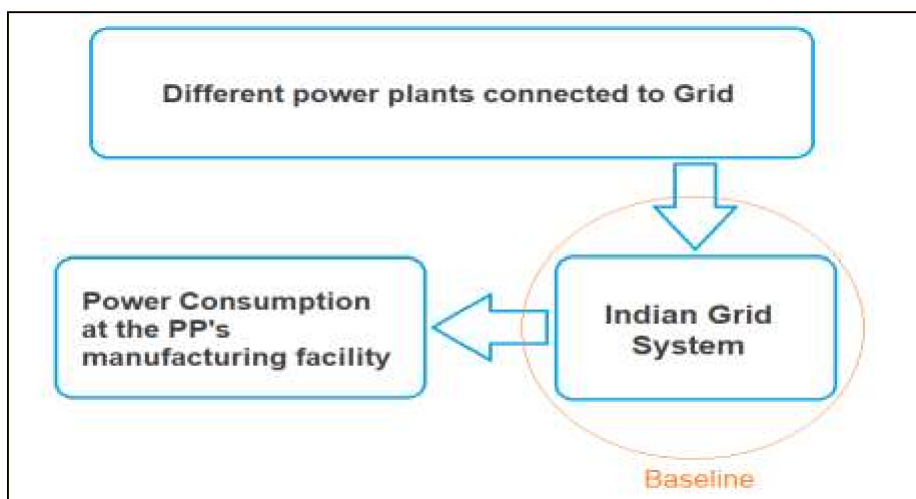 Different power plants connected to Grid
Power Consumption
at the PP's
manufacturing facility
Indian Grid
System
Baseline